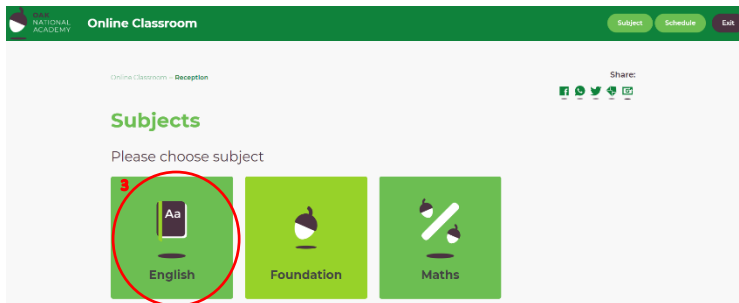 OAK
NATIONAL
ACADEMY
Online Classroom
Subject
Schedule
Exit
Online Classroom – Reception
Share:
Subjects
Please choose subject
3
Aa
English
Foundation
Maths